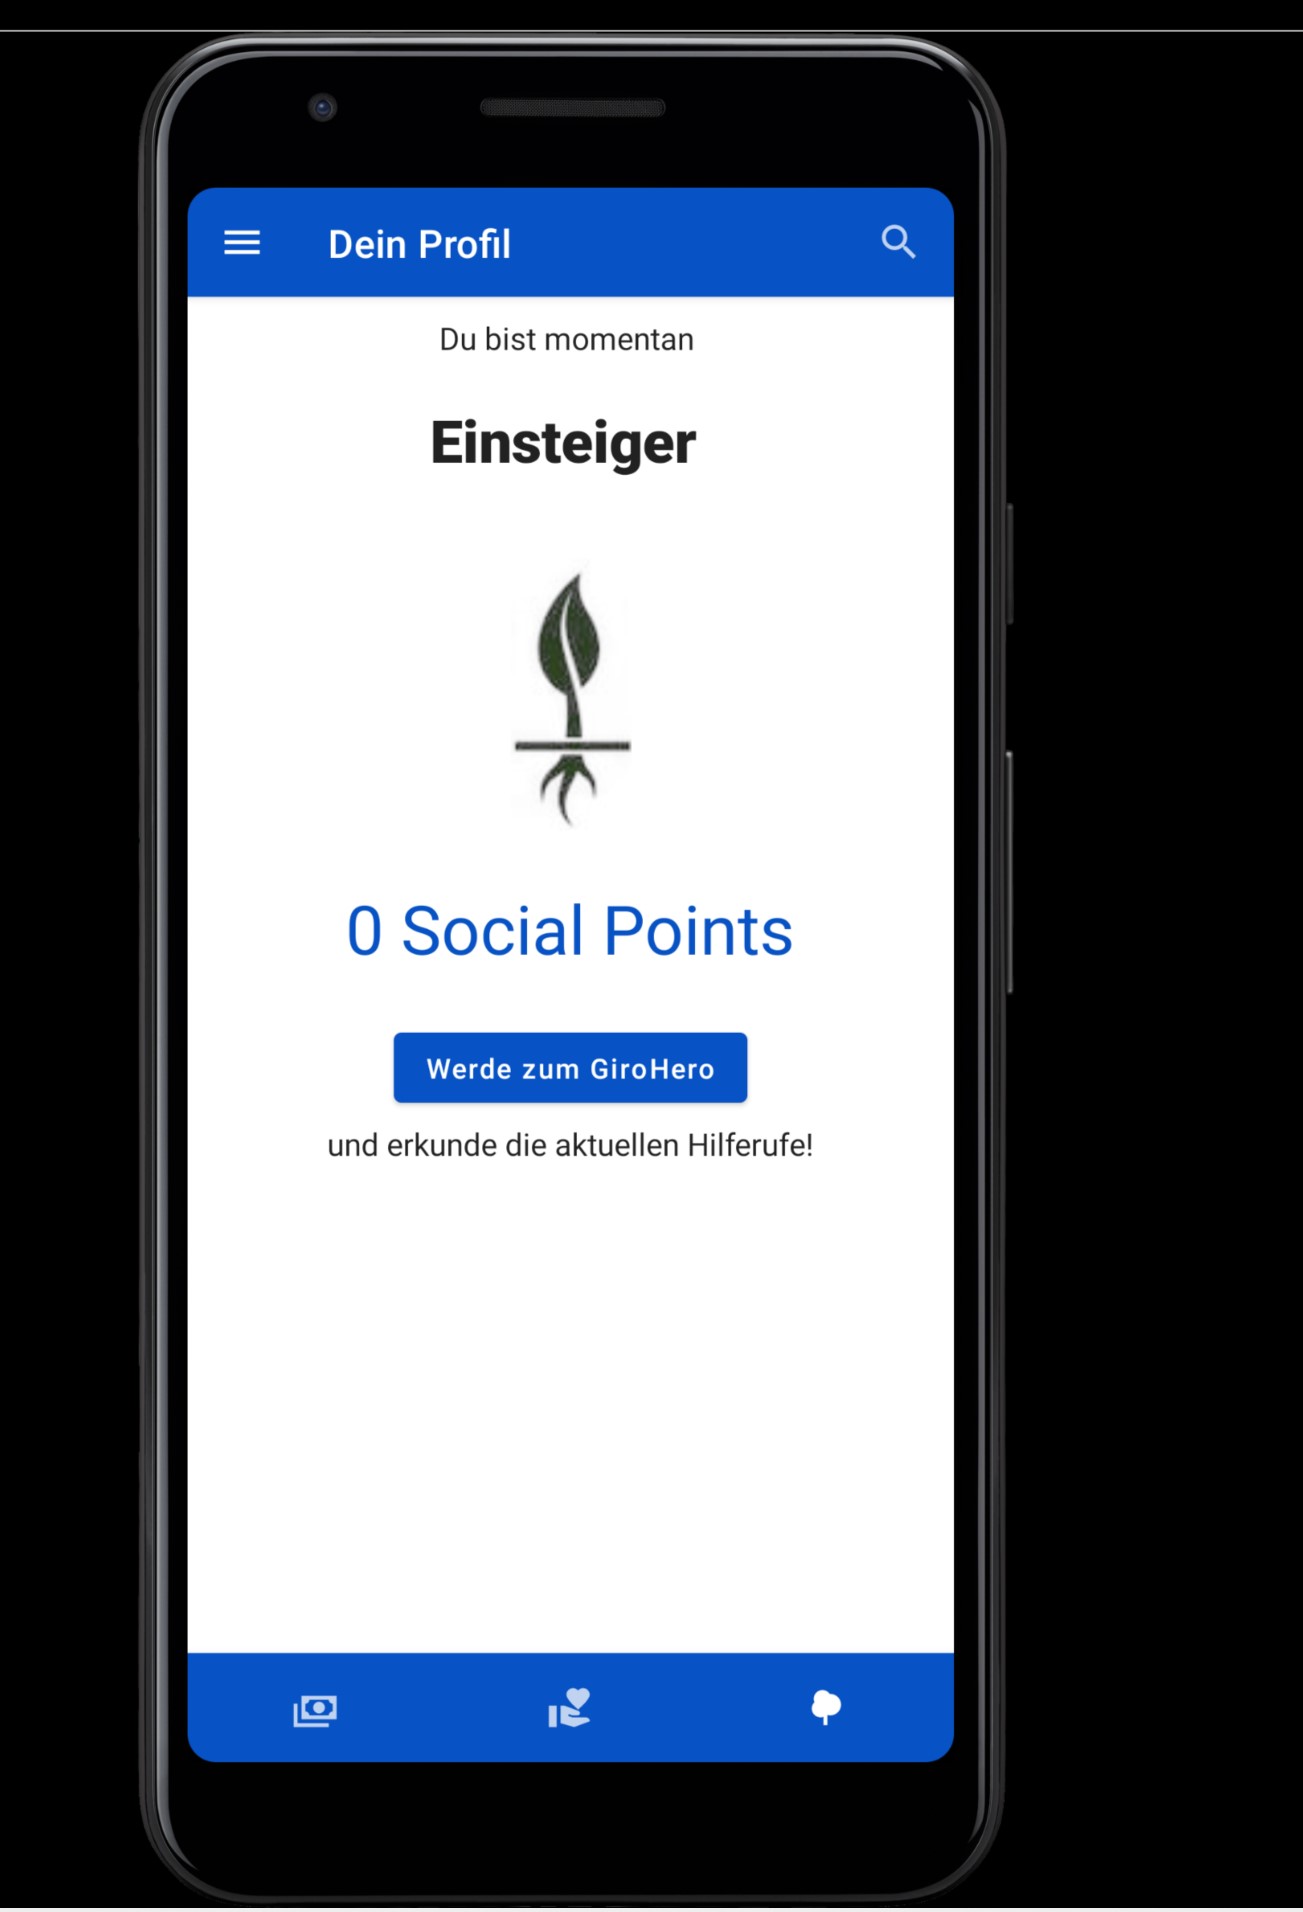 Dein Profil
Du bist momentan
Einsteiger
0 Social Points
Werde zum GiroHero
und erkunde die aktuellen Hilferufe!